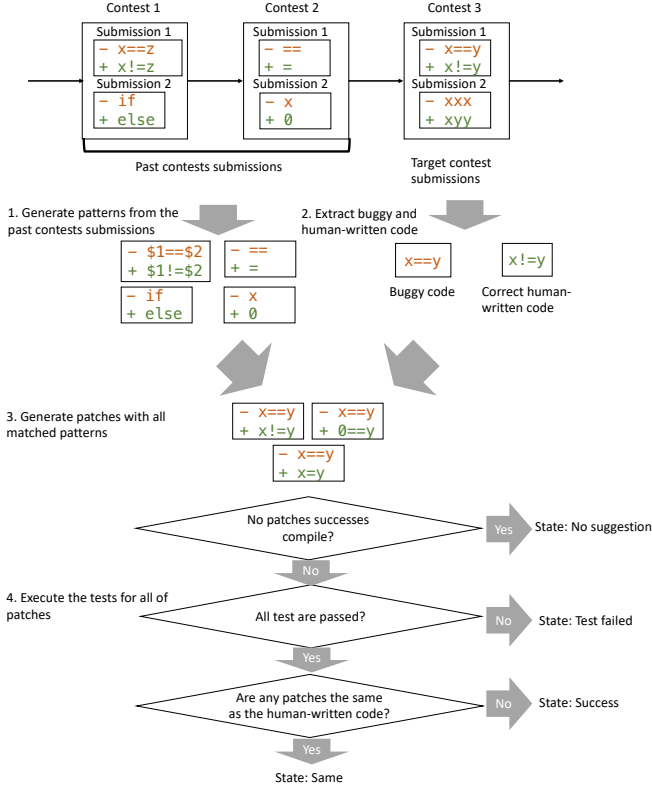 Contest 1
Contest 2
Contest 3
Submission 1
- x==z
+ x!=z
Submission 2
- if
+ else
Submission 1
- ==
+ =
Submission 2
- x
+ 0
Submission 1
- x==y
+ x!=y
Submission 2
- xxx
+ xyy
Past contests submissions
Target contest
submissions
1. Generate patterns from the
past contests submissions
- $1==$2
+ $1!=$2
- ==
+ =
- if
+ else
- x
+ 0
2. Extract buggy and
human-written code
x==y
Buggy code
x!=y
Correct human-
written code
3. Generate patches with all
matched patterns
- x==y
+ x!=y
- x==y
+ 0==y
- x==y
+ x=y
No patches successes
compile?
Yes
State: No suggestion
No
4. Execute the tests for all of
patches
All test are passed?
No
State: Test failed
Yes
Are any patches the same
as the human-written code?
No
State: Success
Yes
State: Same